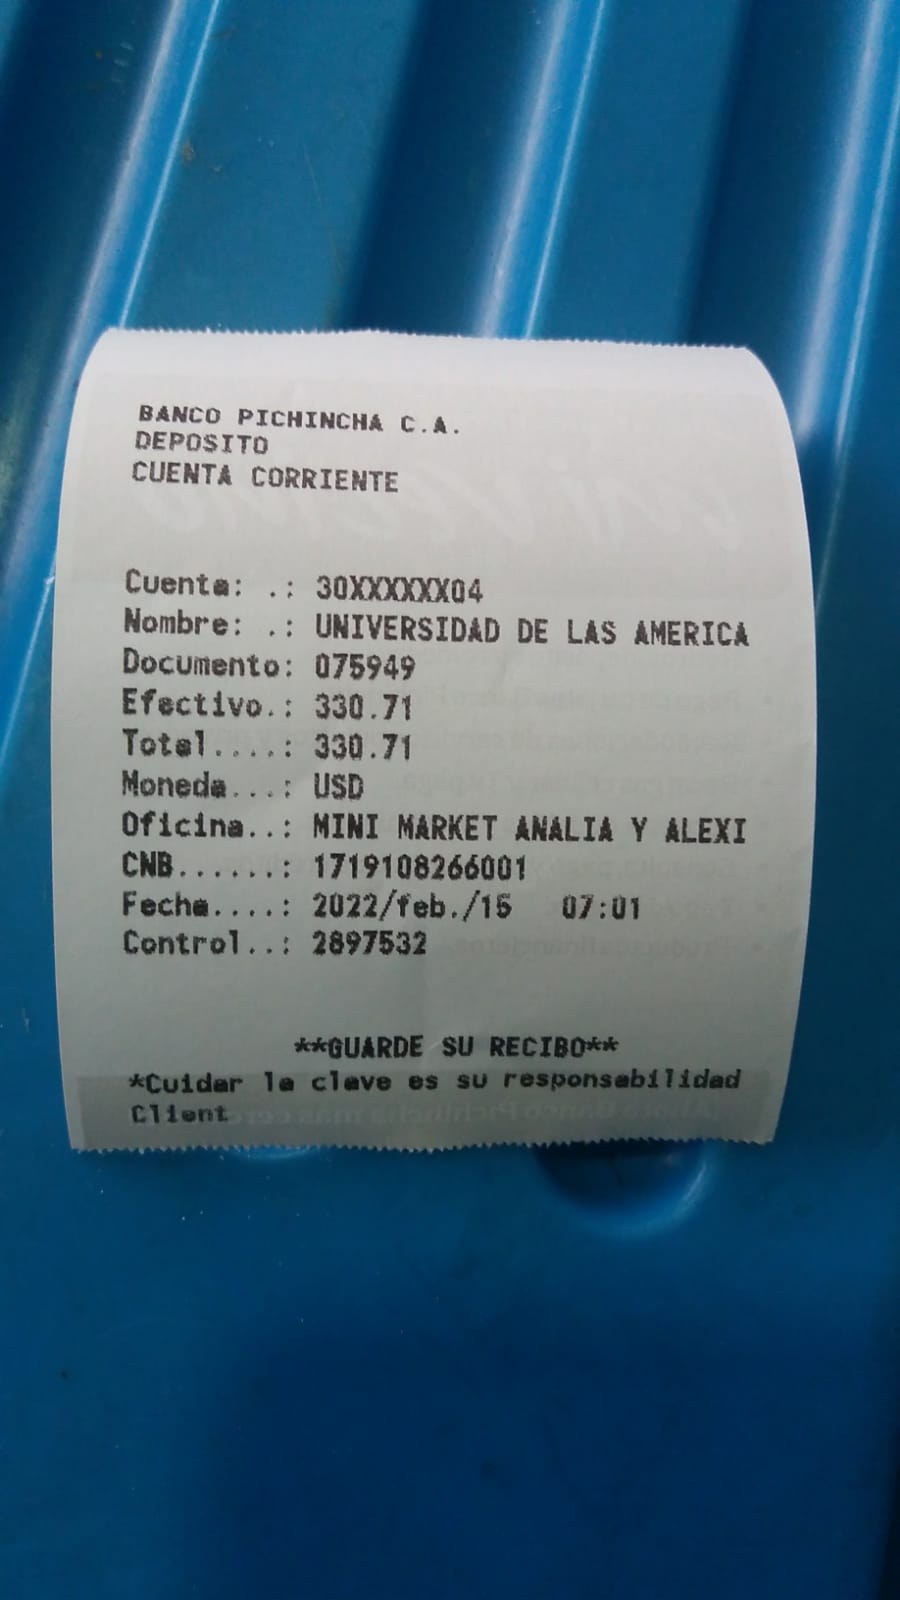 BANCO PICHINCHA C.A.
DEPOSITO
CUENTA CORRIENTE
Cuenta: .: 30XXXXXX04
Nombre: .: UNIVERSIDAD DE LAS AMERICA
Documento: 075949
Efectivo.: 330.71
Total....: 330.71
Moneda...: USD
Oficina..: MINI MARKET ANALIA Y ALEXI
CNB......: 1719108266001
Fecha....: 2022/feb./15 07:01
Control..: 2897532
**GUARDE SU RECIBO**
*Cuidar la clave es su responsabilidad
Client